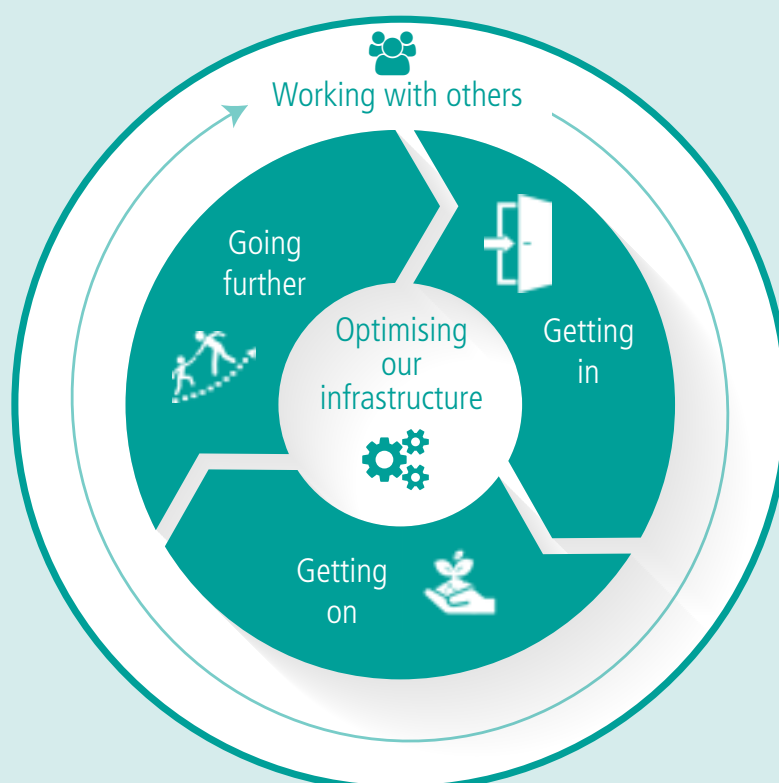 Working with others
Going
further
Optimising
our
infrastructure
Getting
in
Getting
on